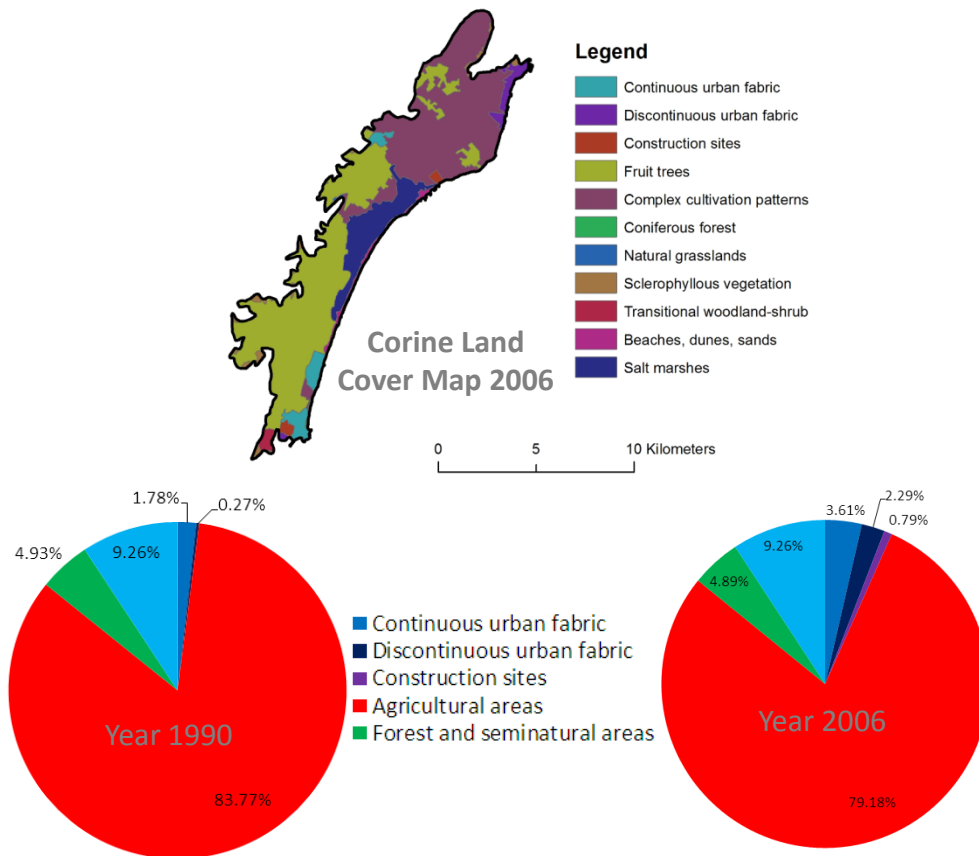 Legend
Continuous urban fabric
Discontinuous urban fabric
Construction sites
Fruit trees
Complex cultivation patterns
Coniferous forest
Natural grasslands
Sclerophyllous vegetation
Transitional woodland-shrub
Beaches, dunes, sands
Salt marshes
Corine Land
Cover Map 2006
0 5 10 Kilometers
1.78%
0.27%
4.93%
9.26%
Year 1990
83.77%
Continuous urban fabric
Discontinuous urban fabric
Construction sites
Agricultural areas
Forest and seminatural areas
3.61%
2.29%
0.79%
9.26%
4.89%
Year 2006
79.18%